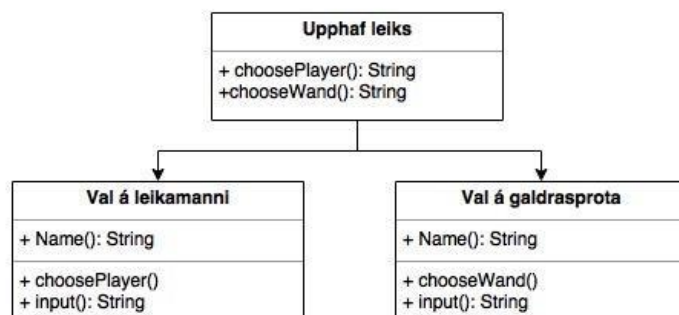 Upphaf leiks
+ choosePlayer(): String
+chooseWand(): String
Val á leikamanni
+ Name(): String
+ choosePlayer()
+ input(): String
Val á galdrasprota
+ Name(): String
+ chooseWand()
+ input(): String